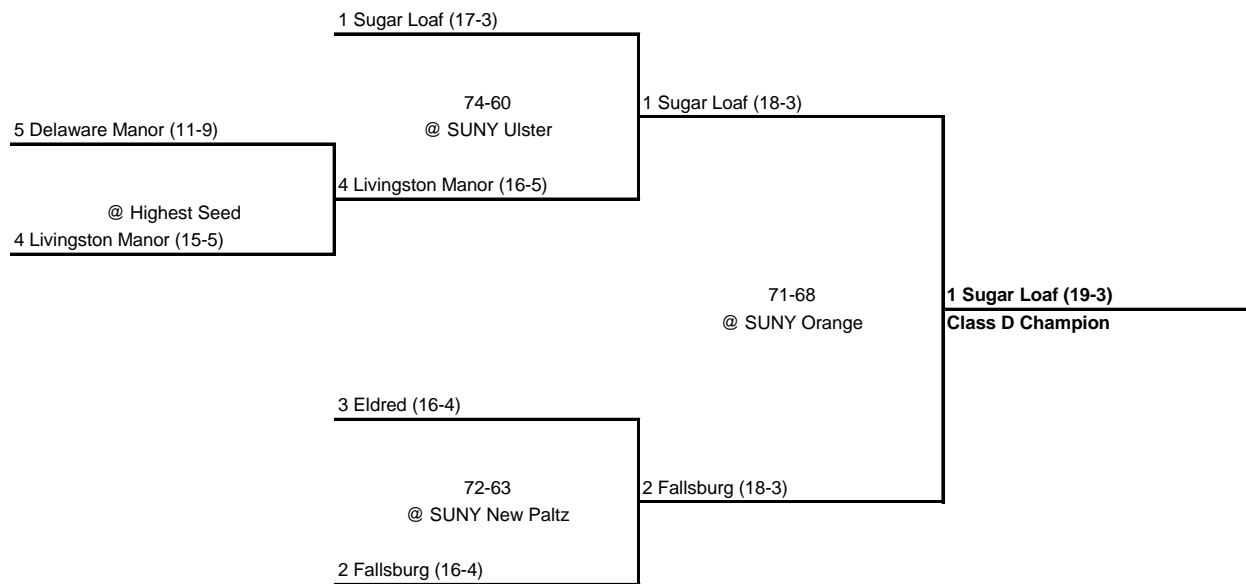 1 Sugar Loaf (17-3)
74-60
@ SUNY Ulster
1 Sugar Loaf (18-3)
5 Delaware Manor (11-9)
4 Livingston Manor (16-5)
@ Highest Seed
4 Livingston Manor (15-5)
71-68
@ SUNY Orange
1 Sugar Loaf (19-3)
Class D Champion
3 Eldred (16-4)
72-63
@ SUNY New Paltz
2 Fallsburg (18-3)
2 Fallsburg (16-4)